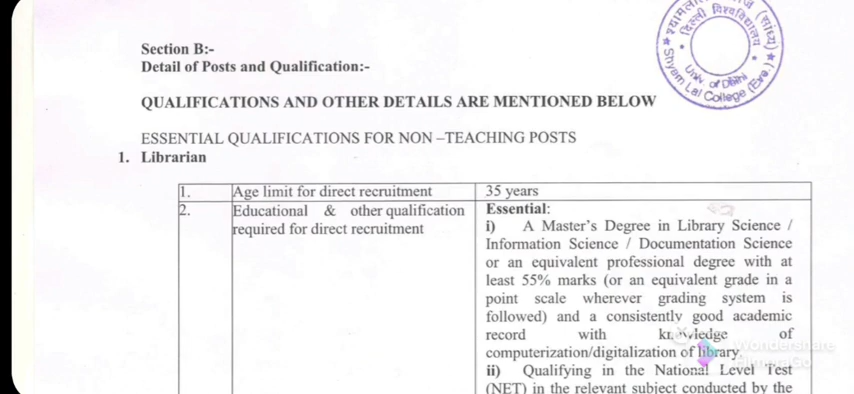 श्यामलाल
(सांध्य)
दिल्ली विश्वविद्यालय
Univ. of Delhi
Shyam Lal College (Eve.)
Section B:-
Detail of Posts and Qualification:-
QUALIFICATIONS AND OTHER DETAILS ARE MENTIONED BELOW
ESSENTIAL QUALIFICATIONS FOR NON –TEACHING POSTS
1. Librarian
1. Age limit for direct recruitment 35 years
2. Educational & other qualification
required for direct recruitment
Essential:
i) A Master's Degree in Library Science /
Information Science / Documentation Science
or an equivalent professional degree with at
least 55% marks (or an equivalent grade in a
point scale wherever grading system is
followed) and a consistently good academic
record with knowledge of
computerization/digitalization of library.
ii) Qualifying in the National Level Test
(NET) in the relevant subject conducted by the
Wondershare
FilmoraGo